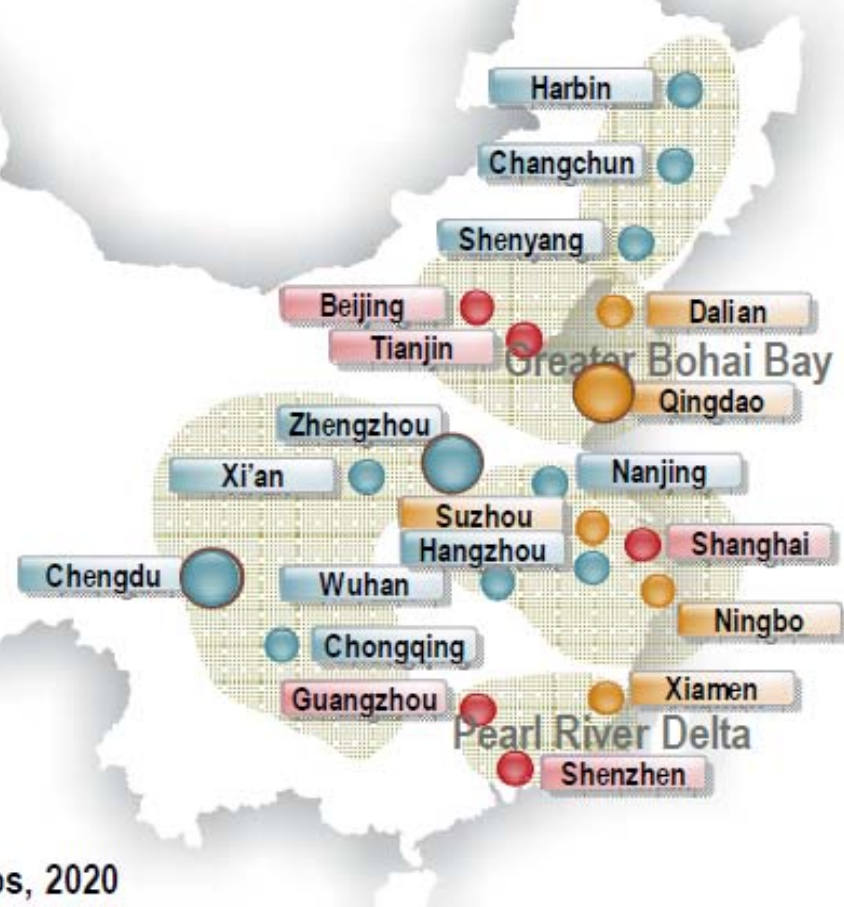 Harbin
Changchun
Shenyang
Beijing
Dalian
Tianjin
Greater Bohai Bay
Qingdao
Zhengzhou
Xi'an
Nanjing
Suzhou
Hangzhou
Shanghai
Chengdu
Wuhan
Ningbo
Chongqing
Guangzhou
Xiamen
Pearl River Delta
Shenzhen
os, 2020